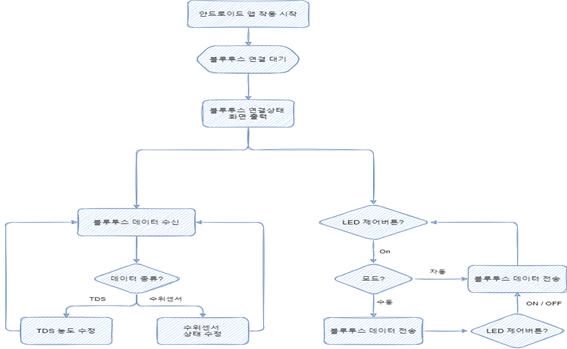 안드로이드 앱 작동 시작
블루투스 연결 대기
블루투스 연결상태
화면 출력
블루투스 데이터 수신
LED 제어버튼?
On
데이터 종류?
모드?
자동
블루투스 데이터 전송
TDS
수위센서
수동
ON / OFF
TDS 농도 수정
수위센서
상태 수정
블루투스 데이터 전송
LED 제어버튼?